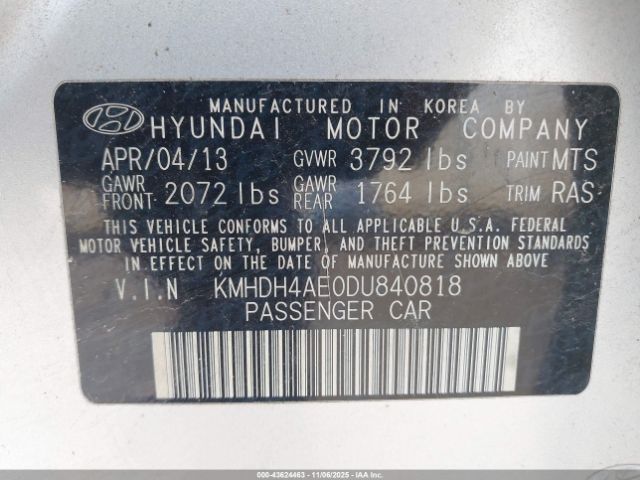 MANUFACTURED IN KOREA BY
HYUNDAI MOTOR COMPANY
APR/04/13 GVWR 3792 lbs PAINT MTS
GAWR FRONT 2072 lbs GAWR REAR 1764 lbs TRIM RAS
THIS VEHICLE CONFORMS TO ALL APPLICABLE U.S.A. FEDERAL
MOTOR VEHICLE SAFETY, BUMPER, AND THEFT PREVENTION STANDARDS
IN EFFECT ON THE DATE OF MANUFACTURE SHOWN ABOVE.
V.I.N KMHDH4AE0DU840818
PASSENGER CAR
000-43624463 - 11/06/2025 - Copyright © IAA Holdings, LLC